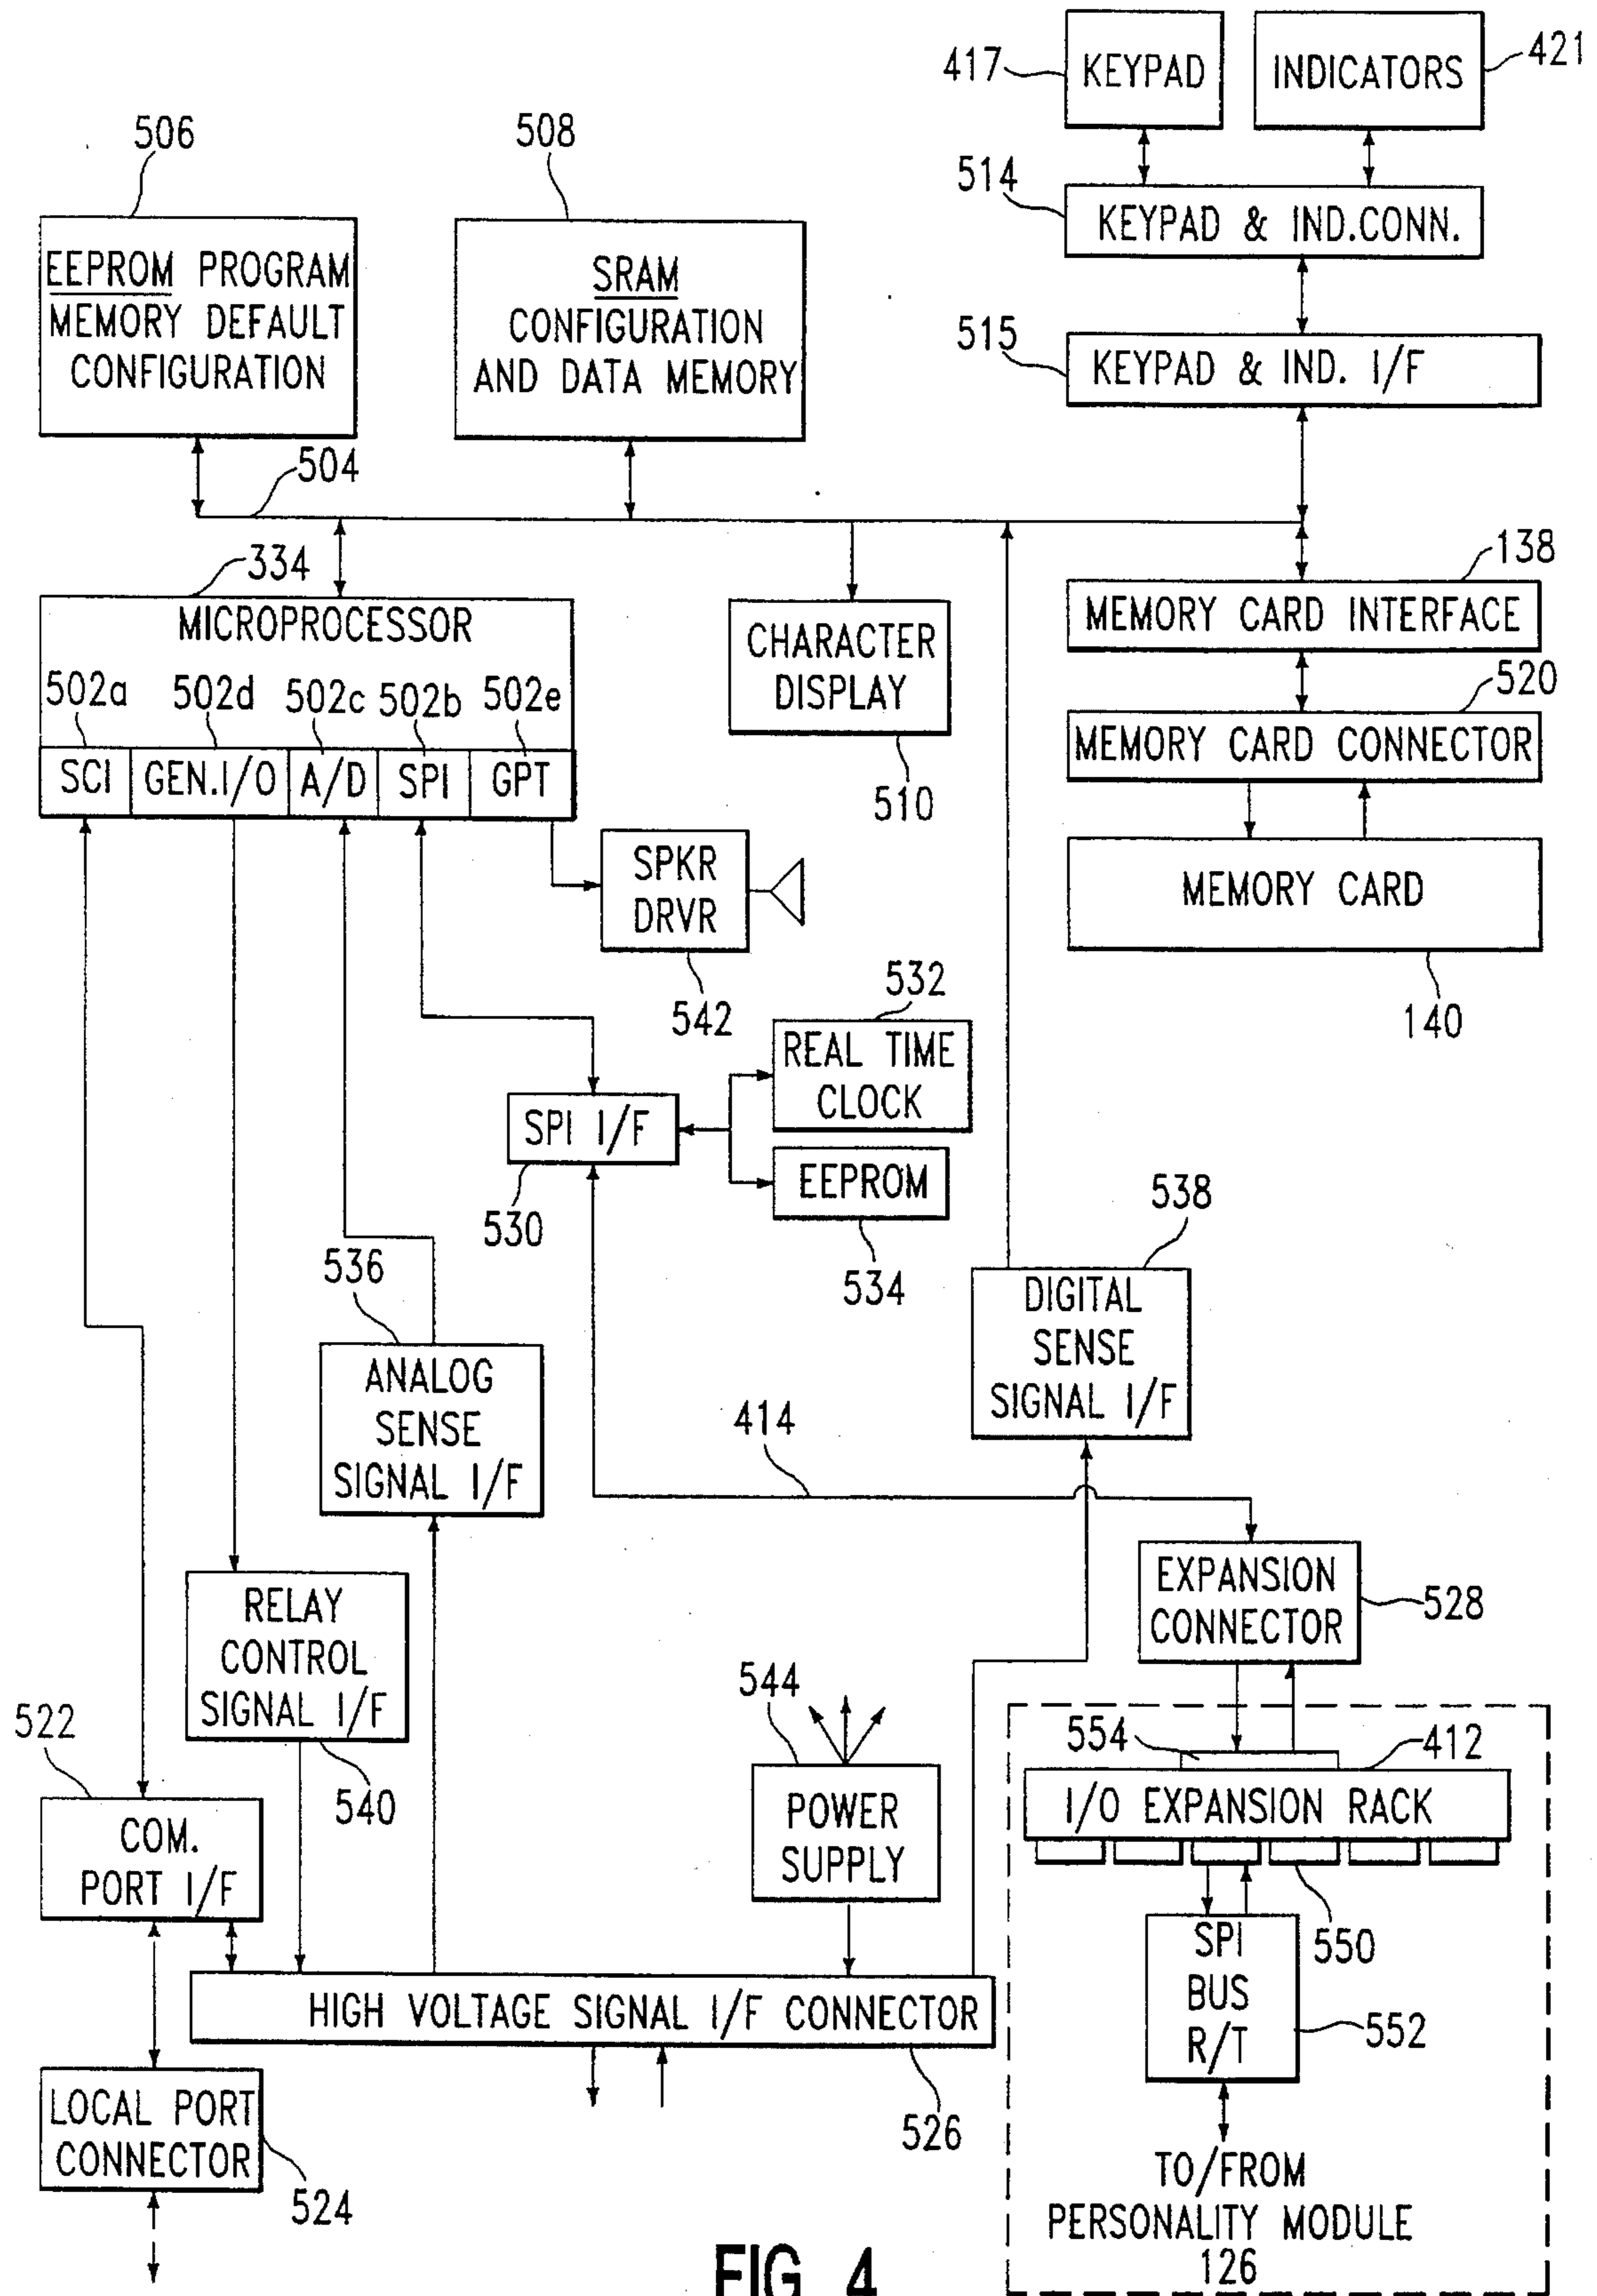 417
KEYPAD
INDICATORS
421
506
508
514
KEYPAD & IND.CONN.
EEPROM PROGRAM
MEMORY DEFAULT
CONFIGURATION
SRAM
CONFIGURATION
AND DATA MEMORY
515
KEYPAD & IND. I/F
504
334
138
MICROPROCESSOR
MEMORY CARD INTERFACE
502a
502d
502c
502b
502e
CHARACTER
DISPLAY
520
SCI
GEN.I/O
A/D
SPI
GPT
MEMORY CARD CONNECTOR
510
SPKR
DRVR
MEMORY CARD
542
532
140
REAL TIME
CLOCK
SPI I/F
EEPROM
530
534
538
536
DIGITAL
SENSE
SIGNAL I/F
ANALOG
SENSE
SIGNAL I/F
414
EXPANSION
CONNECTOR
528
RELAY
CONTROL
SIGNAL I/F
544
522
540
554
412
COM.
PORT I/F
POWER
SUPPLY
I/O EXPANSION RACK
550
SPI
BUS
R/T
552
HIGH VOLTAGE SIGNAL I/F CONNECTOR
526
LOCAL PORT
CONNECTOR
524
TO/FROM
PERSONALITY MODULE
126
FIG. 4